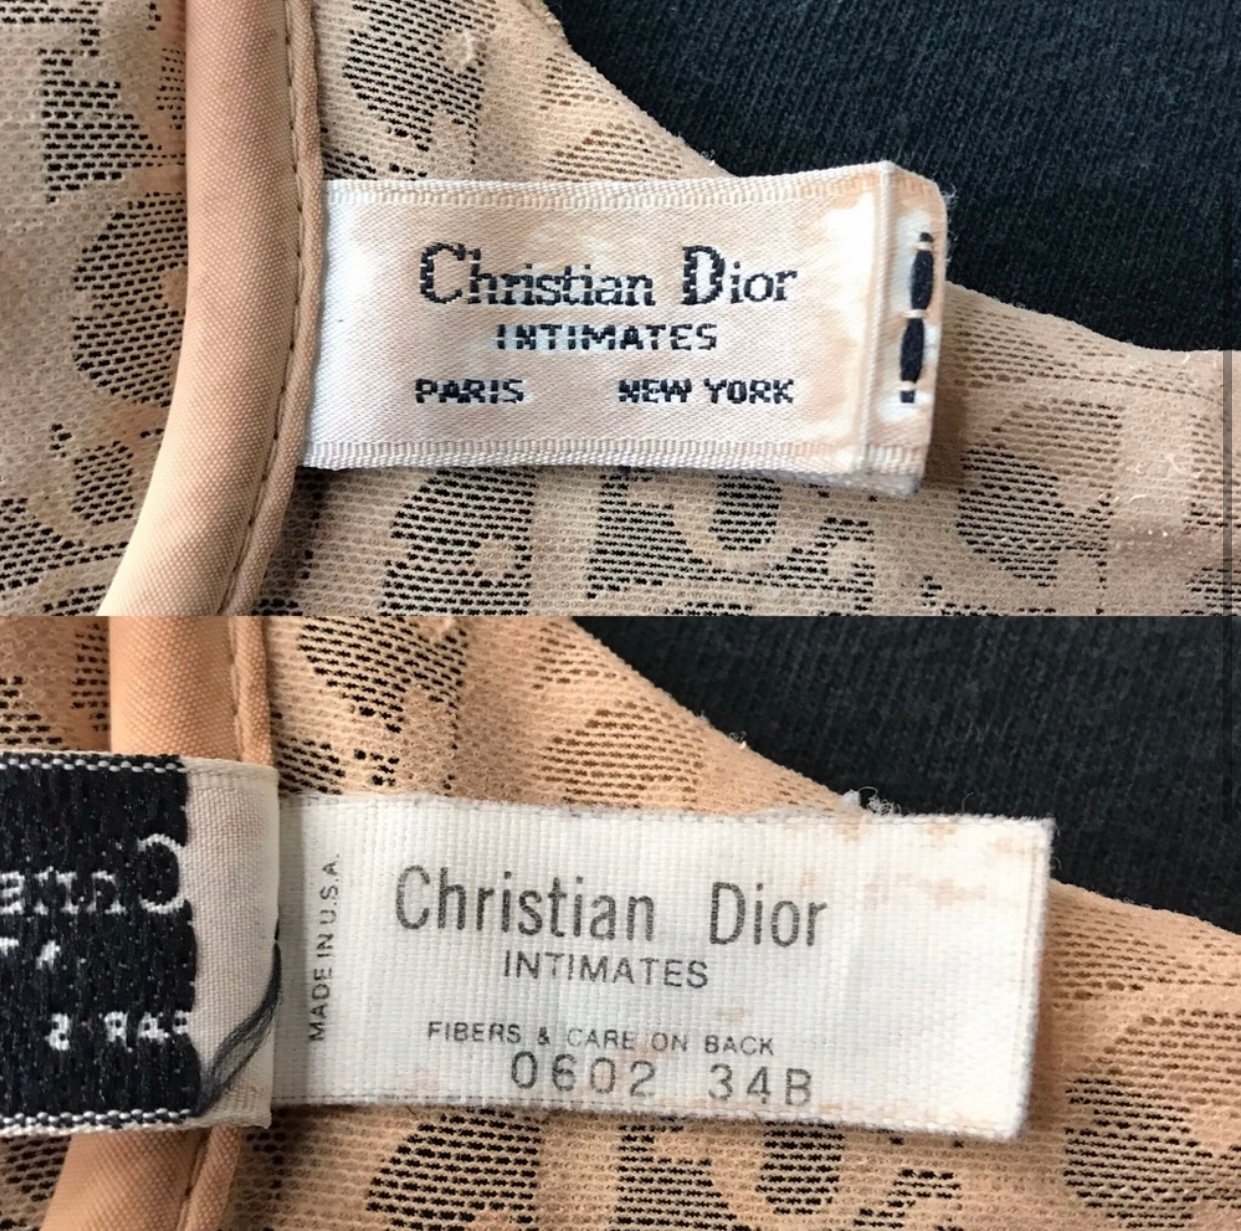 Christian Dior
INTIMATES
PARIS NEW YORK
MADE IN U.S.A.
Christian Dior
INTIMATES
FIBERS & CARE ON BACK
0602 34B